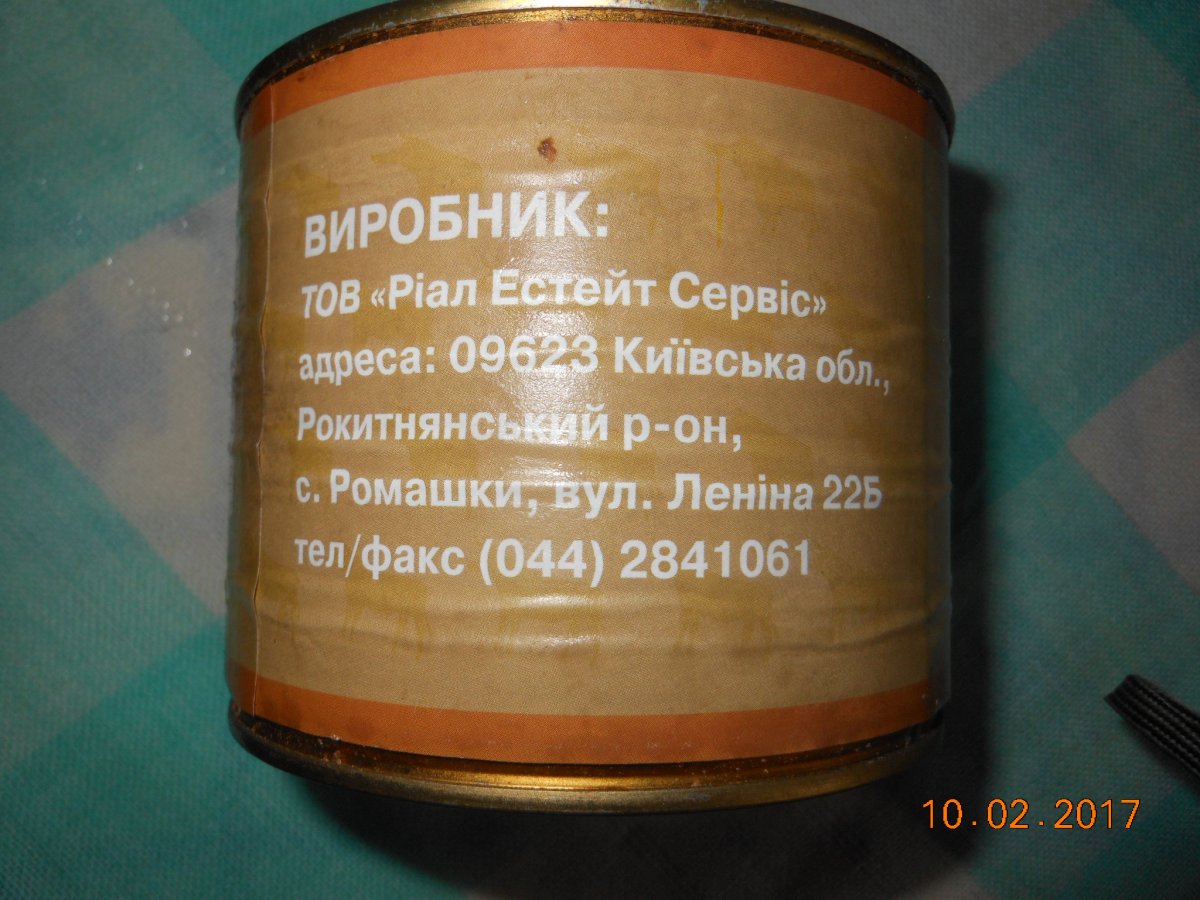 ВИРОБНИК:
ТОВ «Ріал Естейт Сервіс»
адреса: 09623 Київська обл.,
Рокитнянський р-он,
с. Ромашки, вул. Леніна 22Б
тел/факс (044) 2841061
10.02.2017